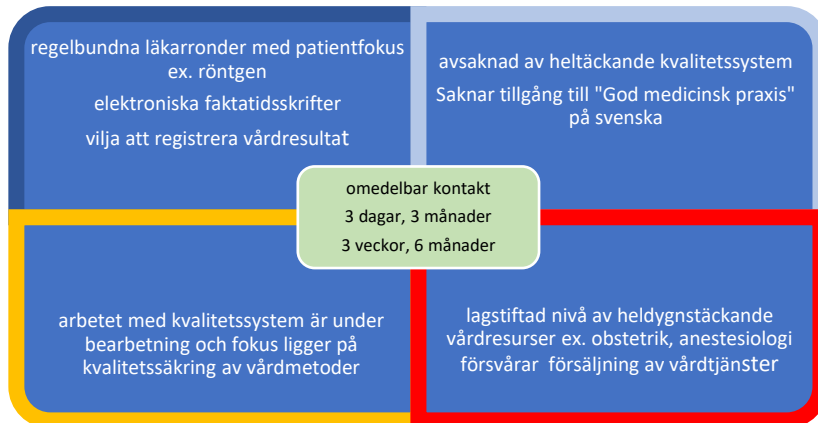 regelbundna läkarronder med patientfokus
ex. röntgen
elektroniska faktatidsskrifter
vilja att registrera vårdresultat
avsaknad av heltäckande kvalitetssystem
Saknar tillgång till "God medicinsk praxis"
på svenska
omedelbar kontakt
3 dagar, 3 månader
3 veckor, 6 månader
arbetet med kvalitetssystem är under
bearbetning och fokus ligger på
kvalitetssäkring av vårdmetoder
lagstiftad nivå av heldygnstäckande
vårdresurser ex. obstetrik, anestesiologi
försvårar försäljning av vårdtjänster